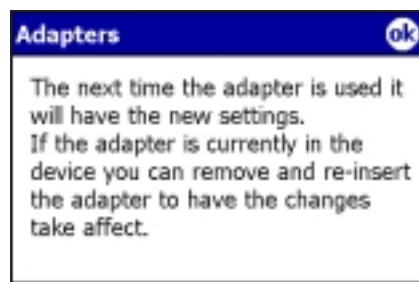 Adapters ok
The next time the adapter is used it
will have the new settings.
If the adapter is currently in the
device you can remove and re-insert
the adapter to have the changes
take affect.